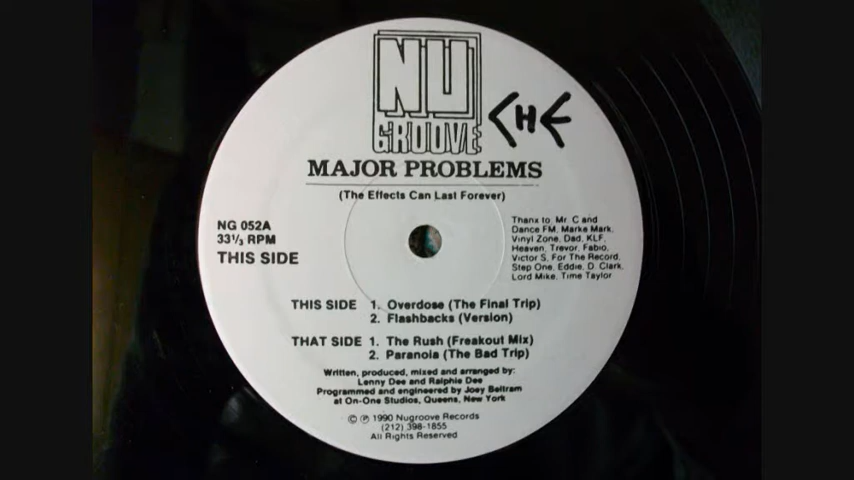 NU
GROOVE
CHE
MAJOR PROBLEMS
(The Effects Can Last Forever)
NG 052A
33⅓ RPM
THIS SIDE
Thanx to: Mr. C and
Dance FM, Marke Mark,
Vinyl Zone, Dad, KLF,
Heaven, Trevor, Fabio,
Victor S, For The Record,
Step One, Eddie, D. Clark,
Lord Mike, Time Taylor
THIS SIDE 1. Overdose (The Final Trip)
2. Flashbacks (Version)
THAT SIDE 1. The Rush (Freakout Mix)
2. Paranoia (The Bad Trip)
Written, produced, mixed and arranged by:
Lenny Dee and Ralphie Dee
Programmed and engineered by Joey Beltram
at On-One Studios, Queens, New York
© ℗ 1990 Nugroove Records
(212) 398-1855
All Rights Reserved